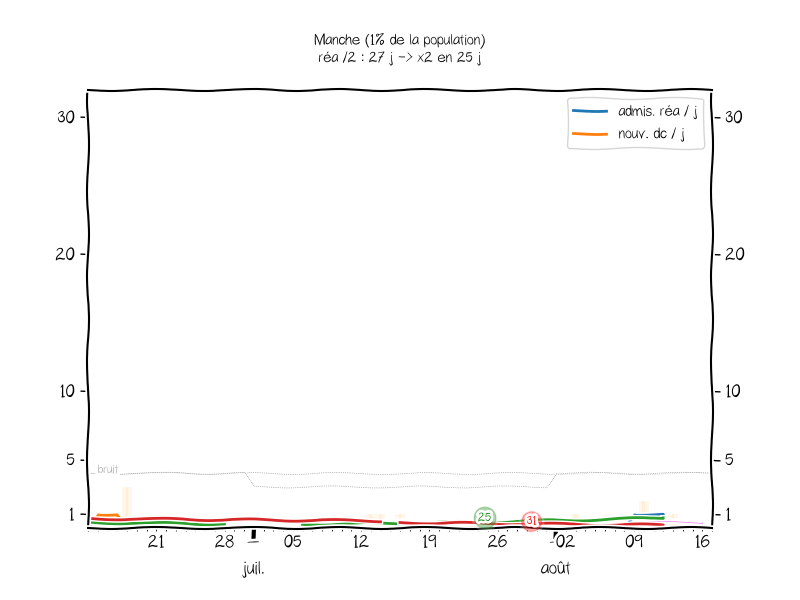 Manche (1% de la population)
réa /2 : 27 j -> x2 en 25 j
admis. réa / j
nouv. dc / j
30
30
20
20
10
10
5
5
bruit
1
1
25
31
21 28 05 12 19 26 02 09 16
juil. août